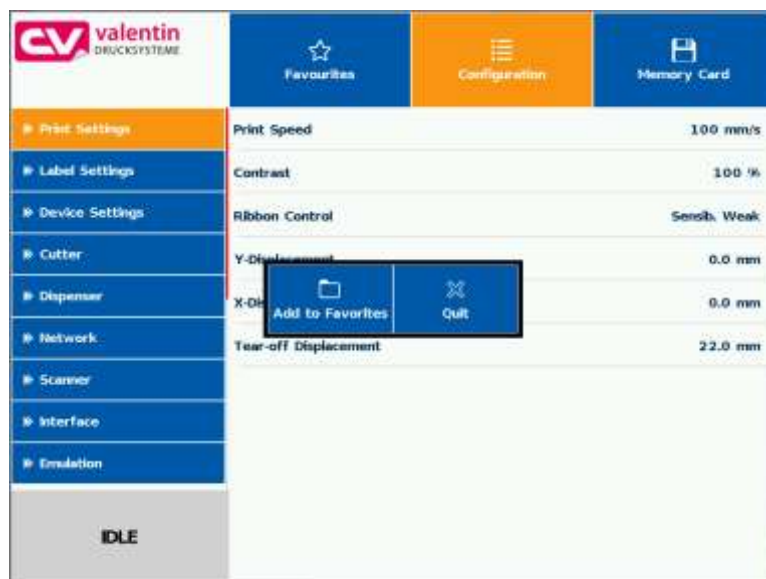 CV valentin
DRUCKSYSTEME
Favourites
Configuration
Memory Card
Print Settings
Label Settings
Device Settings
Cutter
Dispenser
Network
Scanner
Interface
Emulation
IDLE
Print Speed 100 mm/s
Contrast 100 %
Ribbon Control Sensib. Weak
Y-Displacement 0.0 mm
X-Dis 0.0 mm
Tear-off Displacement 22.0 mm
Add to Favorites
Quit